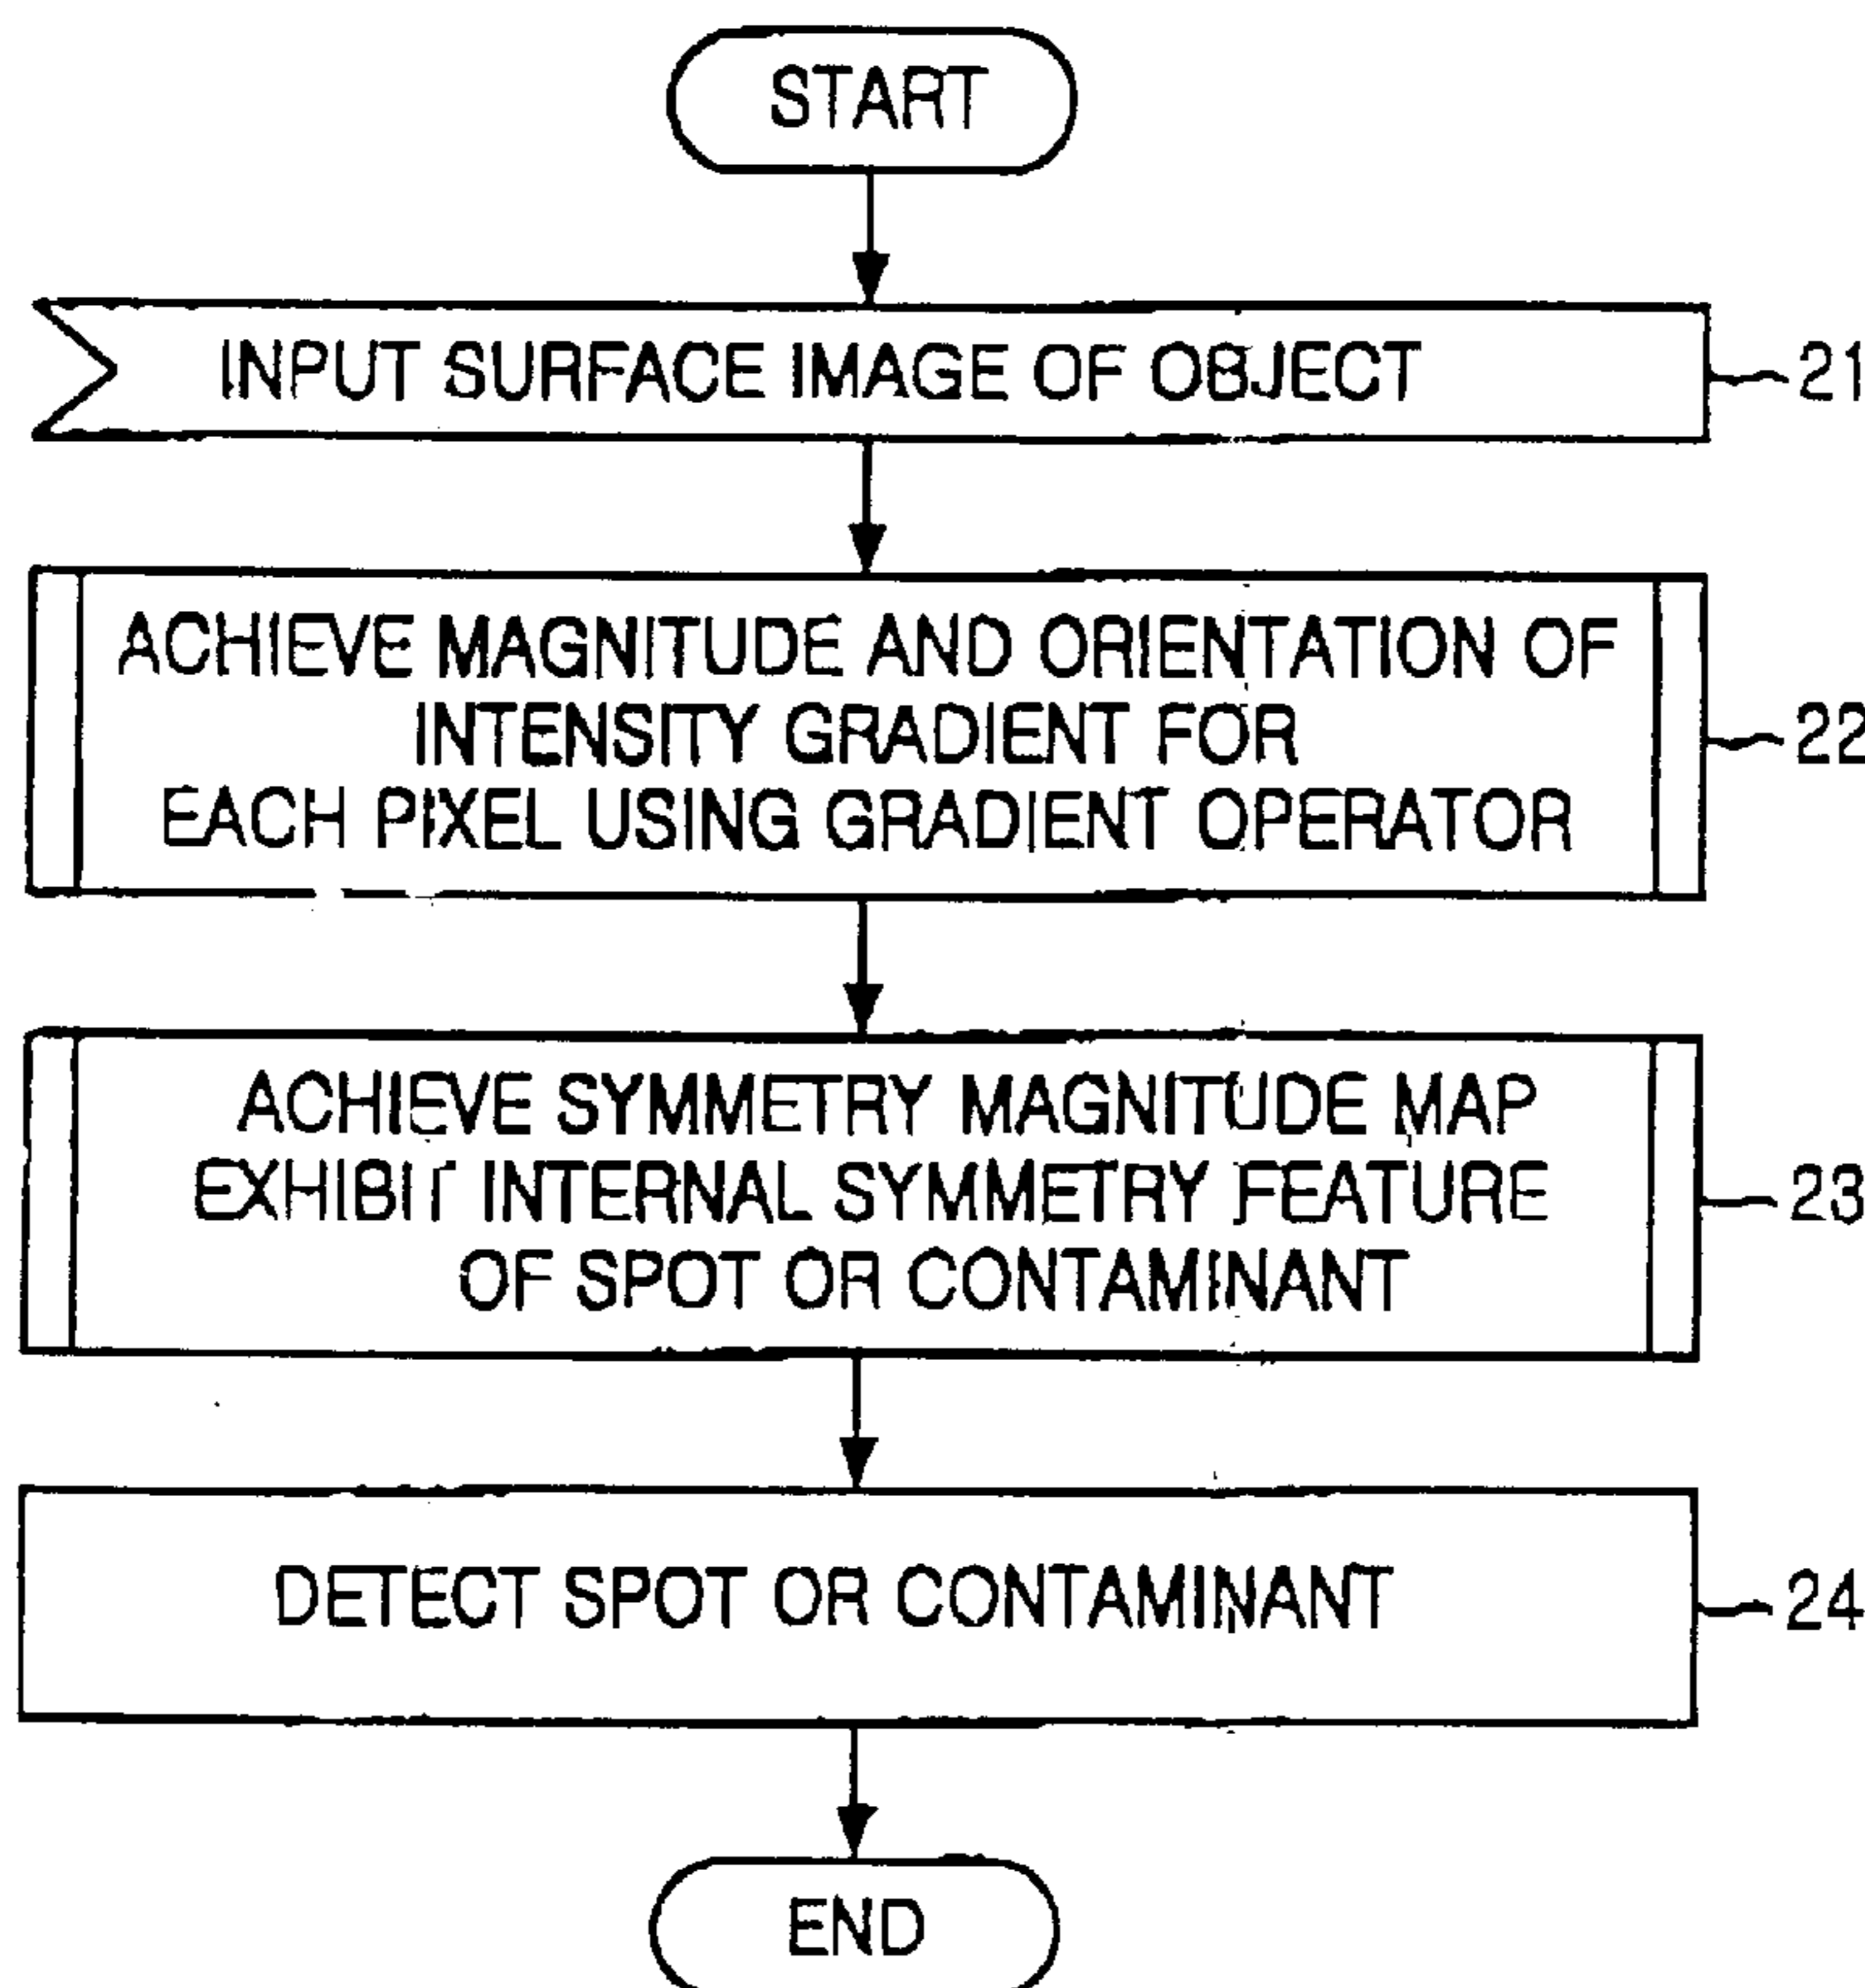 START
INPUT SURFACE IMAGE OF OBJECT
21
ACHIEVE MAGNITUDE AND ORIENTATION OF
INTENSITY GRADIENT FOR
EACH PIXEL USING GRADIENT OPERATOR
22
ACHIEVE SYMMETRY MAGNITUDE MAP
EXHIBIT INTERNAL SYMMETRY FEATURE
OF SPOT OR CONTAMINANT
23
DETECT SPOT OR CONTAMINANT
24
END